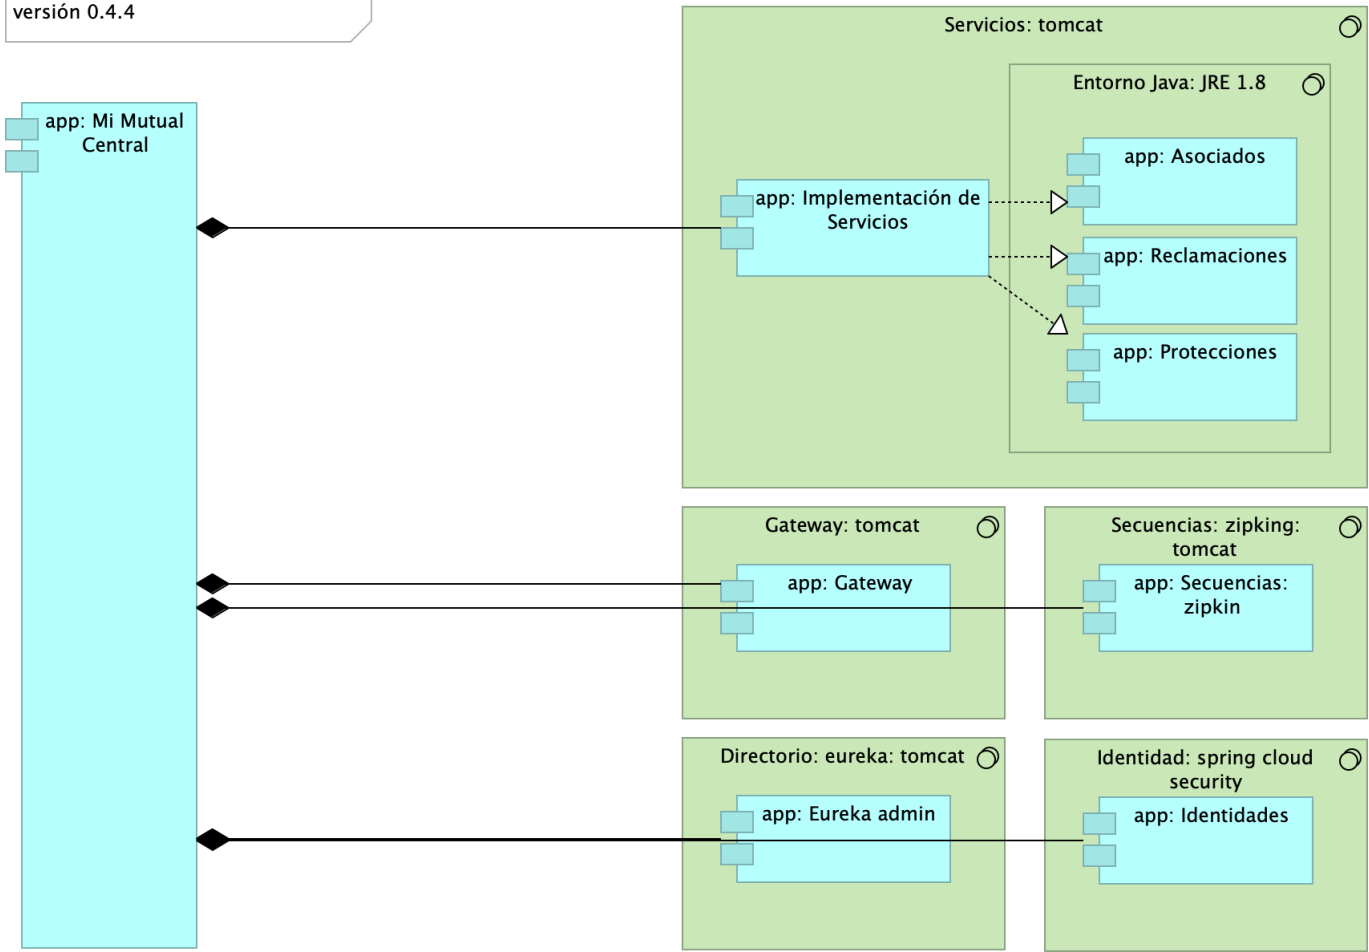 versión 0.4.4
Servicios: tomcat
Entorno Java: JRE 1.8
app: Mi Mutual
Central
app: Asociados
app: Implementación de
Servicios
app: Reclamaciones
app: Protecciones
Gateway: tomcat
Secuencias: zipking:
tomcat
app: Gateway
app: Secuencias:
zipkin
Directorio: eureka: tomcat
Identidad: spring cloud
security
app: Eureka admin
app: Identidades